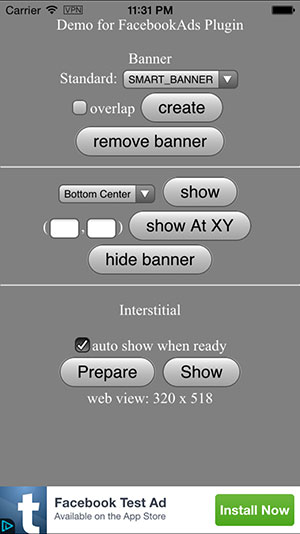 Carrier VPN 11:31 PM
Demo for FacebookAds Plugin
Banner
Standard: SMART_BANNER
overlap create
remove banner
Bottom Center show
( , ) show At XY
hide banner
Interstitial
auto show when ready
Prepare Show
web view: 320 x 518
t
Facebook Test Ad
Available on the App Store
Install Now